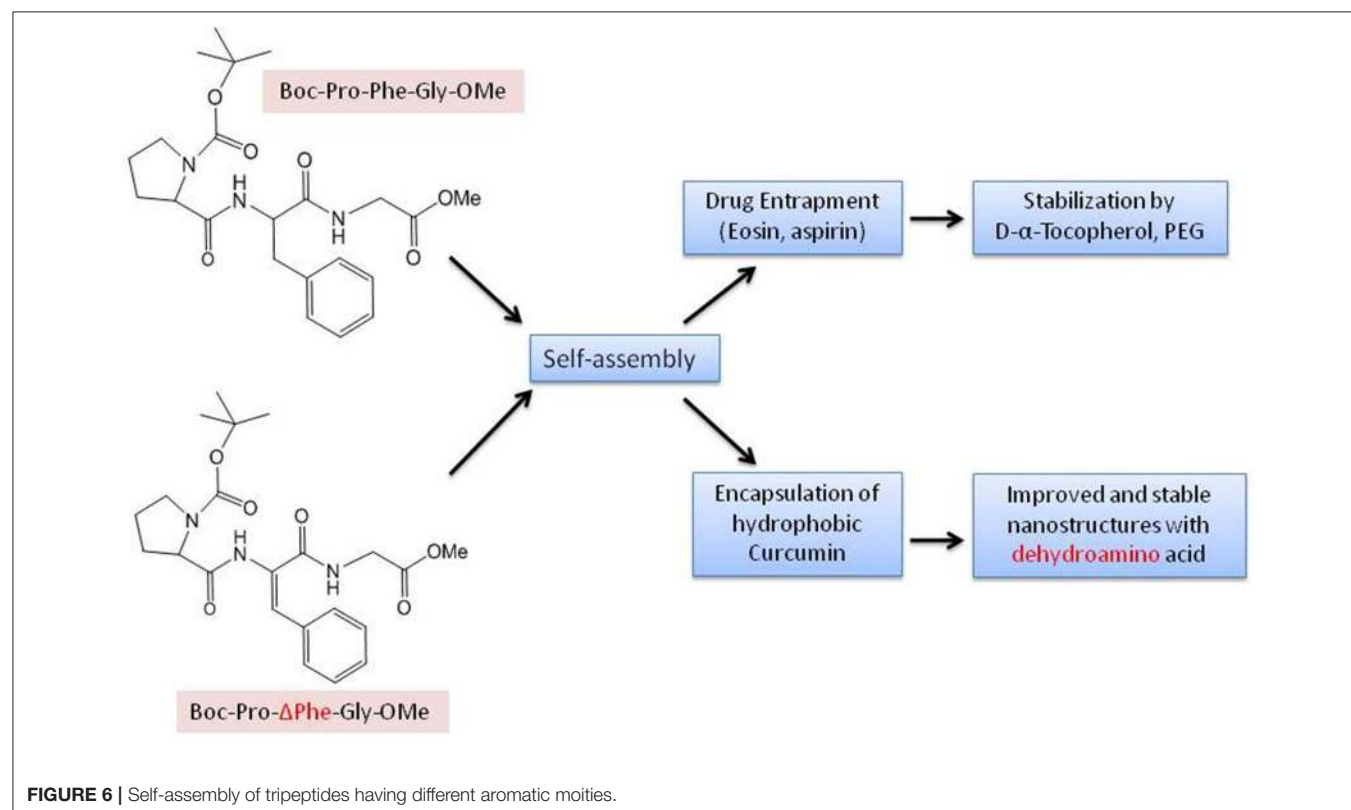 Boc-Pro-Phe-Gly-OMe
O
O
N
H
N
O
O
N
H
OMe
O
Drug Entrapment
(Eosin, aspirin)
Stabilization by
D-α-Tocopherol, PEG
Self-assembly
O
O
N
H
N
O
O
N
H
OMe
O
Boc-Pro-ΔPhe-Gly-OMe
Encapsulation of
hydrophobic
Curcumin
Improved and stable
nanostructures with
dehydroamino acid
FIGURE 6 | Self-assembly of tripeptides having different aromatic moities.